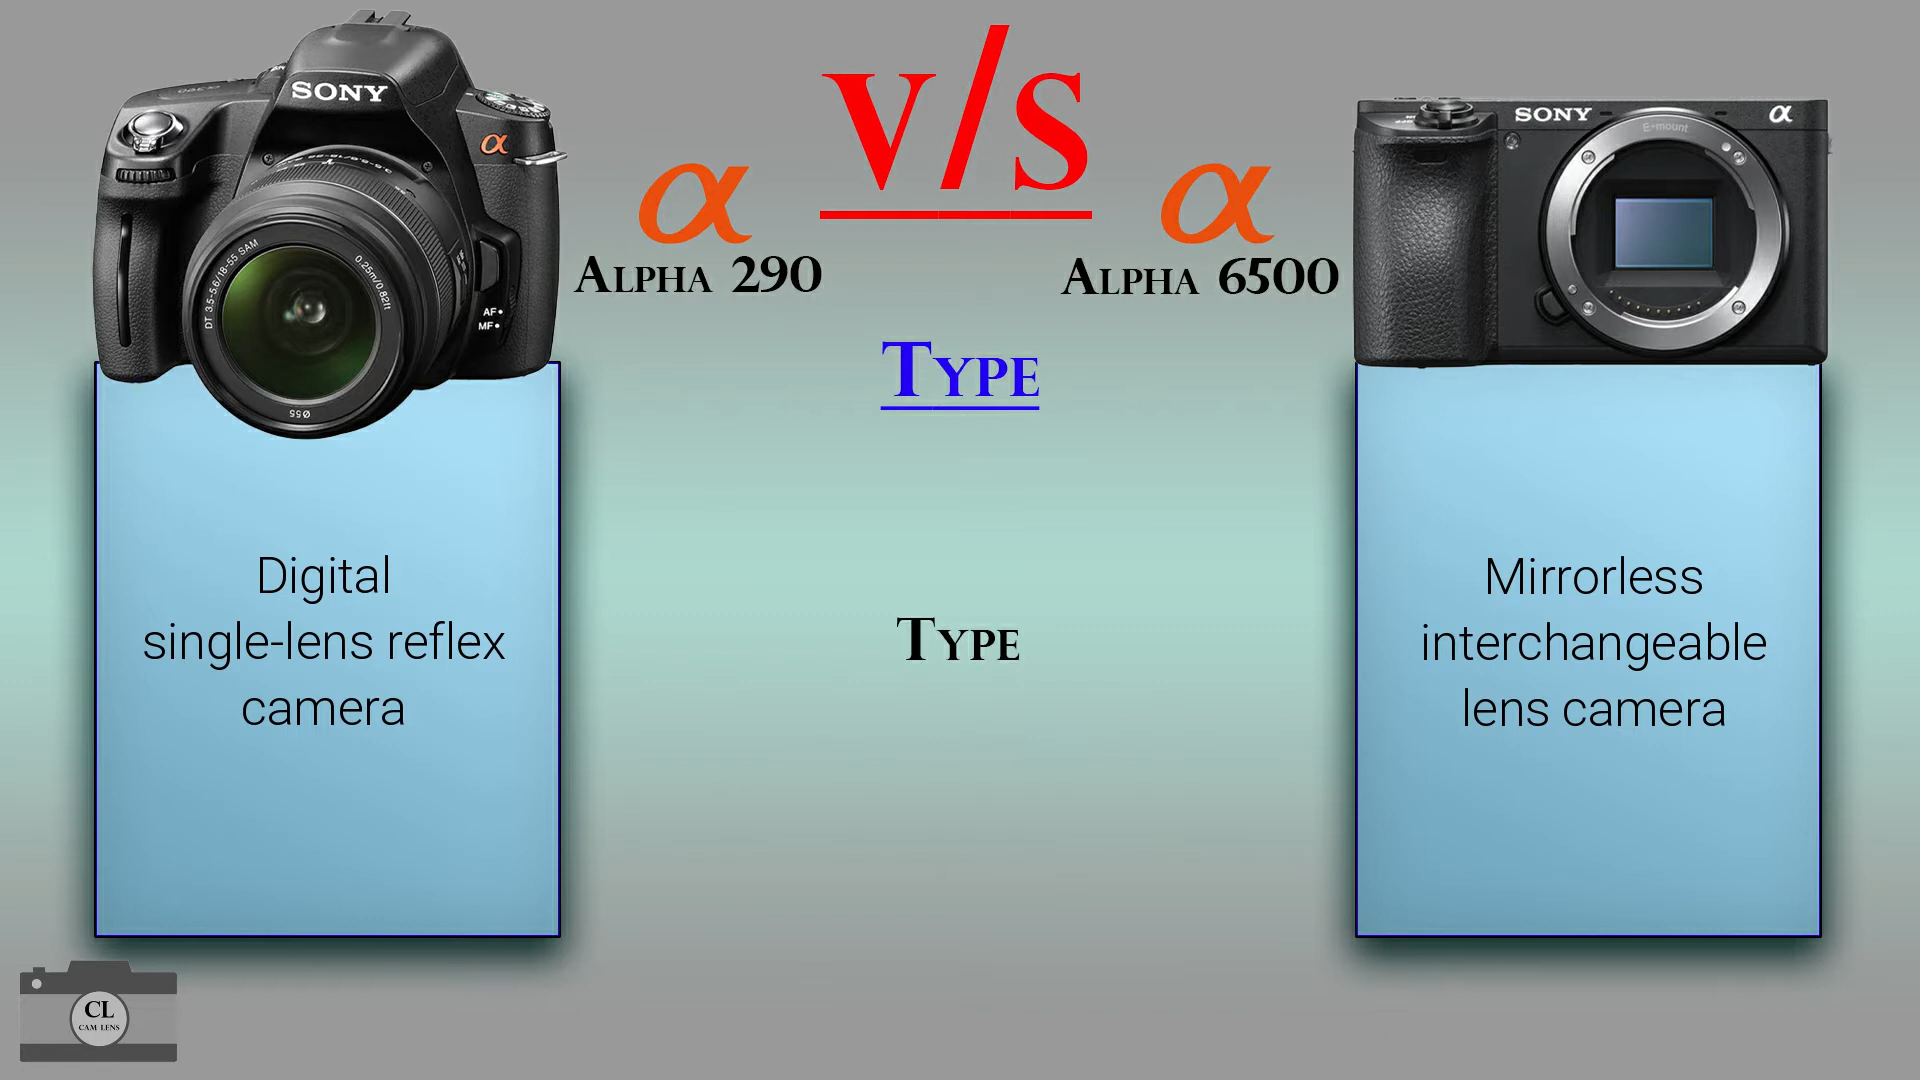 V/S
SONY
α
DT 3.5-5.6/18-55 SAM
0.25m/0.82ft
AF
MF
Ø55
α
Alpha 290
α
Alpha 6500
SONY
α
E-mount
Type
Digital
single-lens reflex
camera
Type
Mirrorless
interchangeable
lens camera
CL
CAM LENS